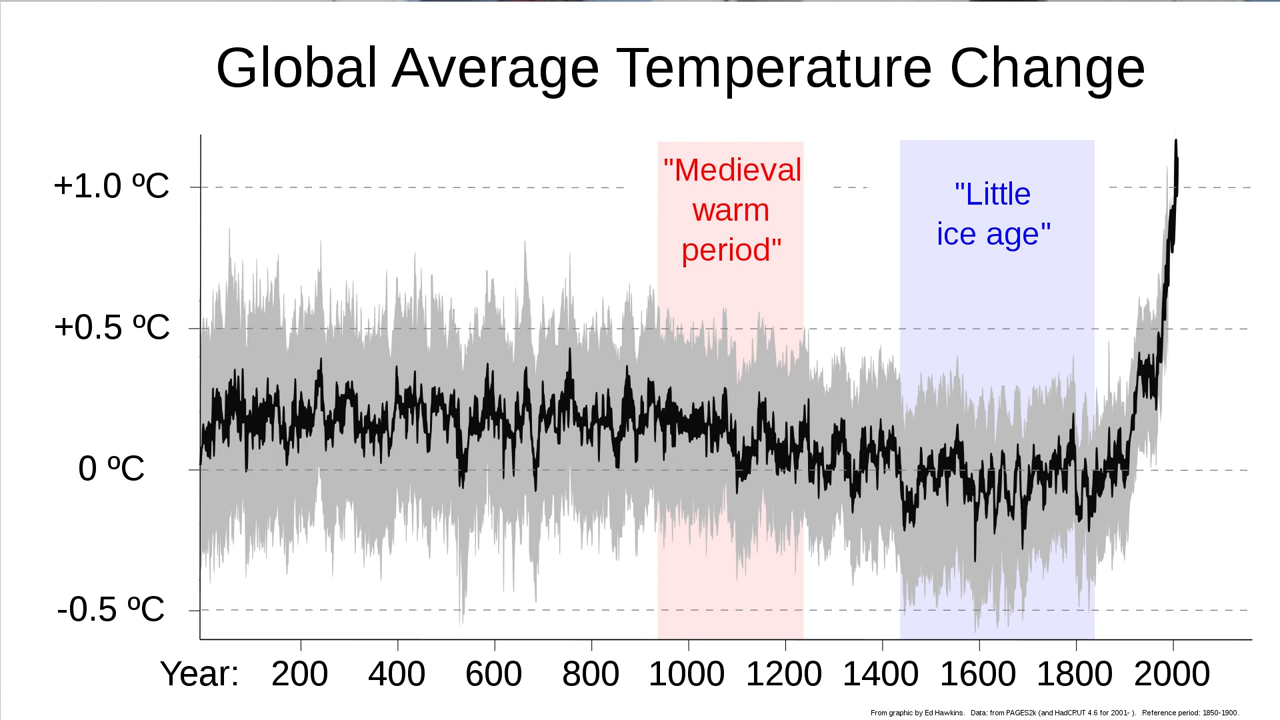 Global Average Temperature Change
+1.0 ºC
+0.5 ºC
0 ºC
-0.5 ºC
"Medieval
warm
period"
"Little
ice age"
Year: 200 400 600 800 1000 1200 1400 1600 1800 2000
From graphic by Ed Hawkins. Data: from PAGES2k (and HadCRUT 4.6 for 2001- ). Reference period: 1850-1900.